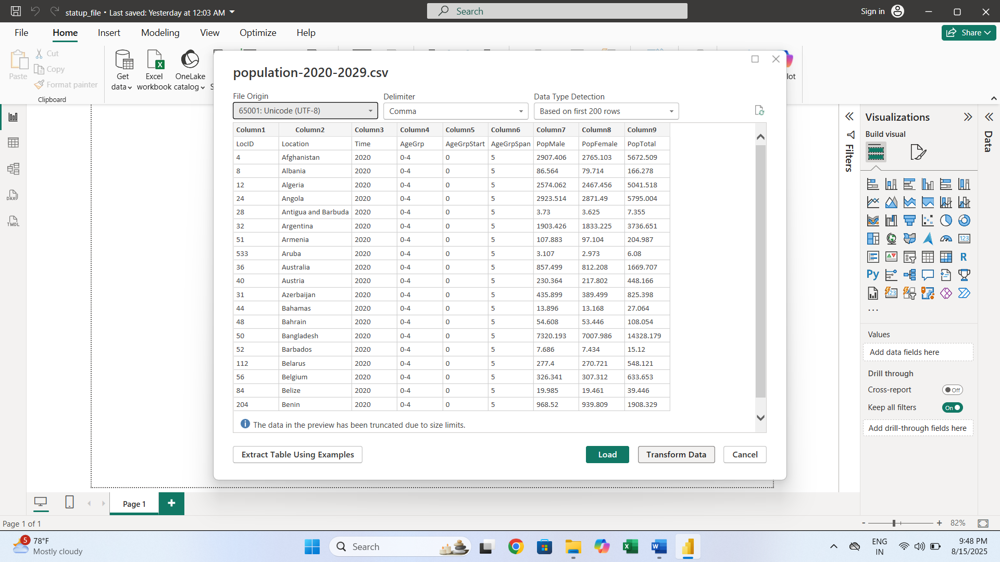 statup_file • Last saved: Yesterday at 12:03 AM
Search
Sign in
File Home Insert Modeling View Optimize Help
Share
Paste
Cut
Copy
Format painter
Clipboard
Get data
Excel workbook
OneLake catalog
population-2020-2029.csv
File Origin Delimiter Data Type Detection
65001: Unicode (UTF-8) Comma Based on first 200 rows
Column1 Column2 Column3 Column4 Column5 Column6 Column7 Column8 Column9
LocID Location Time AgeGrp AgeGrpStart AgeGrpSpan PopMale PopFemale PopTotal
4 Afghanistan 2020 0-4 0 5 2907.406 2765.103 5672.509
8 Albania 2020 0-4 0 5 86.564 79.714 166.278
12 Algeria 2020 0-4 0 5 2574.062 2467.456 5041.518
24 Angola 2020 0-4 0 5 2923.514 2871.49 5795.004
28 Antigua and Barbuda 2020 0-4 0 5 3.73 3.625 7.355
32 Argentina 2020 0-4 0 5 1903.426 1833.225 3736.651
51 Armenia 2020 0-4 0 5 107.883 97.104 204.987
533 Aruba 2020 0-4 0 5 3.107 2.973 6.08
36 Australia 2020 0-4 0 5 857.499 812.208 1669.707
40 Austria 2020 0-4 0 5 230.364 217.802 448.166
31 Azerbaijan 2020 0-4 0 5 435.899 389.499 825.398
44 Bahamas 2020 0-4 0 5 13.896 13.168 27.064
48 Bahrain 2020 0-4 0 5 54.608 53.446 108.054
50 Bangladesh 2020 0-4 0 5 7320.193 7007.986 14328.179
52 Barbados 2020 0-4 0 5 7.686 7.434 15.12
112 Belarus 2020 0-4 0 5 277.4 270.721 548.121
56 Belgium 2020 0-4 0 5 326.341 307.312 633.653
84 Belize 2020 0-4 0 5 19.985 19.461 39.446
204 Benin 2020 0-4 0 5 968.52 939.809 1908.329
The data in the preview has been truncated due to size limits.
Extract Table Using Examples Load Transform Data Cancel
Filters
Visualizations
Build visual
Data
123
R
Py
123
...
Values
Add data fields here
Drill through
Cross-report Off
Keep all filters On
Add drill-through fields here
DAX
TMDL
Page 1
+
Page 1 of 1
- + 82%
5
78°F
Mostly cloudy
Search
ENG
IN
9:48 PM
8/15/2025